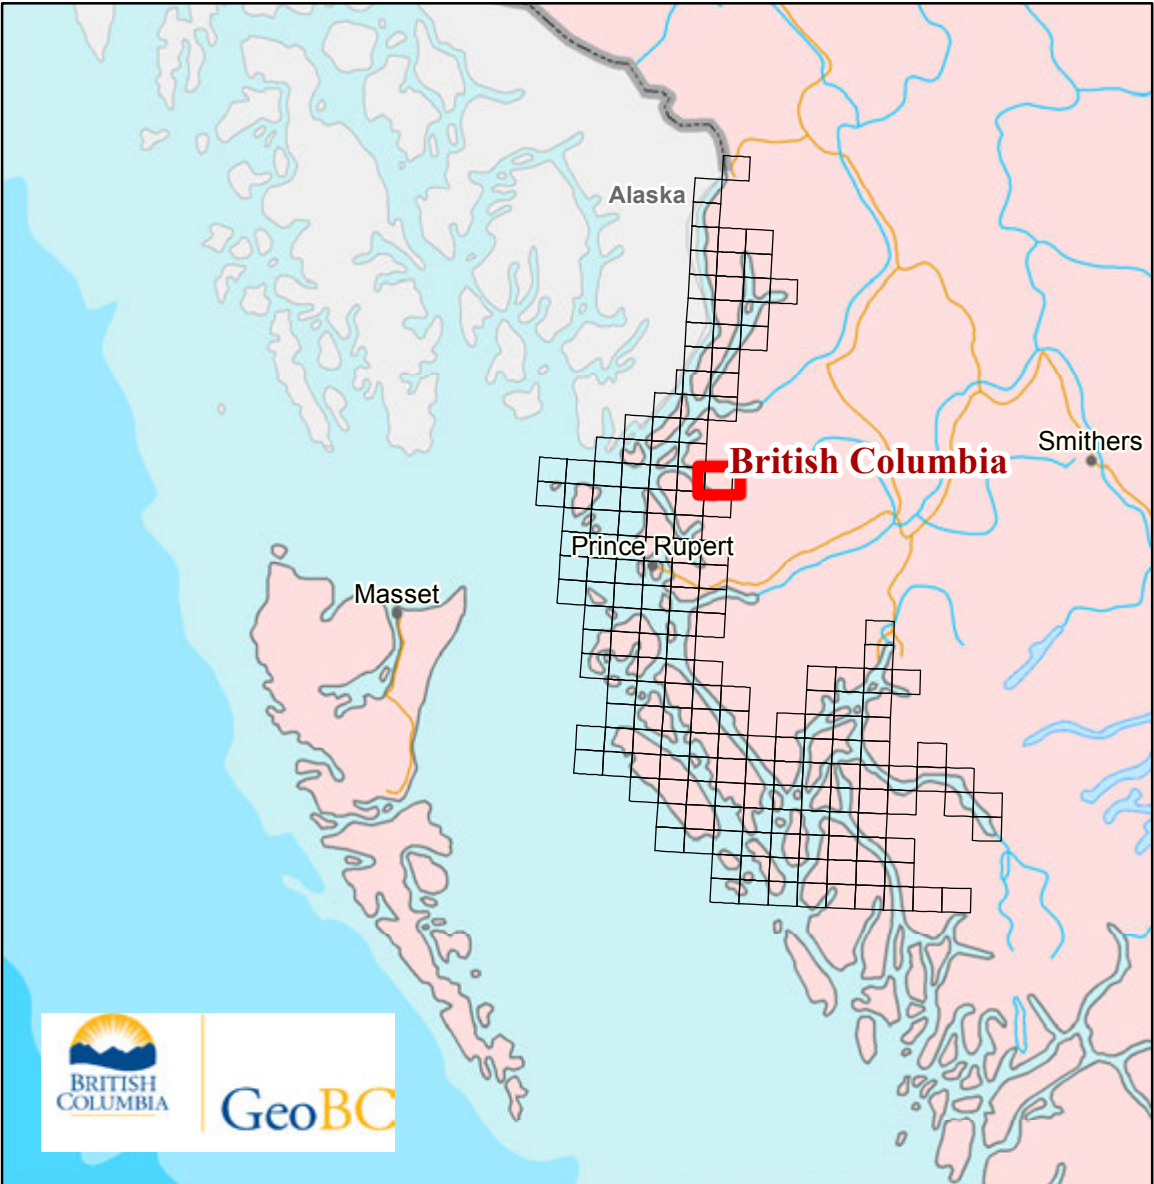 Alaska
Smithers
British Columbia
Prince Rupert
Masset
BRITISH
COLUMBIA
GeoBC